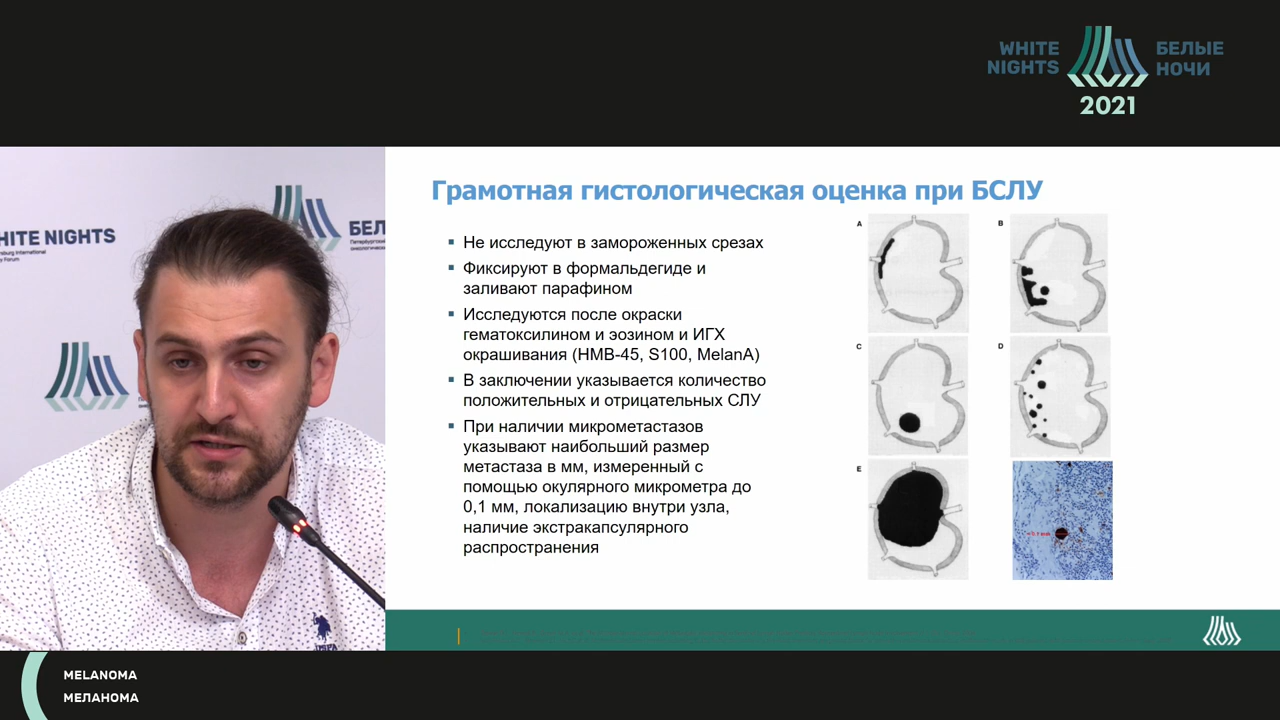 WHITE БЕЛЫЕ
NIGHTS НОЧИ
2021
HITE NIGHTS
БЕЛ
Грамотная гистологическая оценка при БСЛУ
▪ Не исследуют в замороженных срезах
▪ Фиксируют в формальдегиде и
заливают парафином
▪ Исследуются после окраски
гематоксилином и эозином и ИГХ
окрашивания (HMB-45, S100, MelanA)
▪ В заключении указывается количество
положительных и отрицательных СЛУ
▪ При наличии микрометастазов
указывают наибольший размер
метастаза в мм, измеренный с
помощью окулярного микрометра до
0,1 мм, локализацию внутри узла,
наличие экстракапсулярного
распространения
A B
C D
E
MELANOMA
МЕЛАНОМА